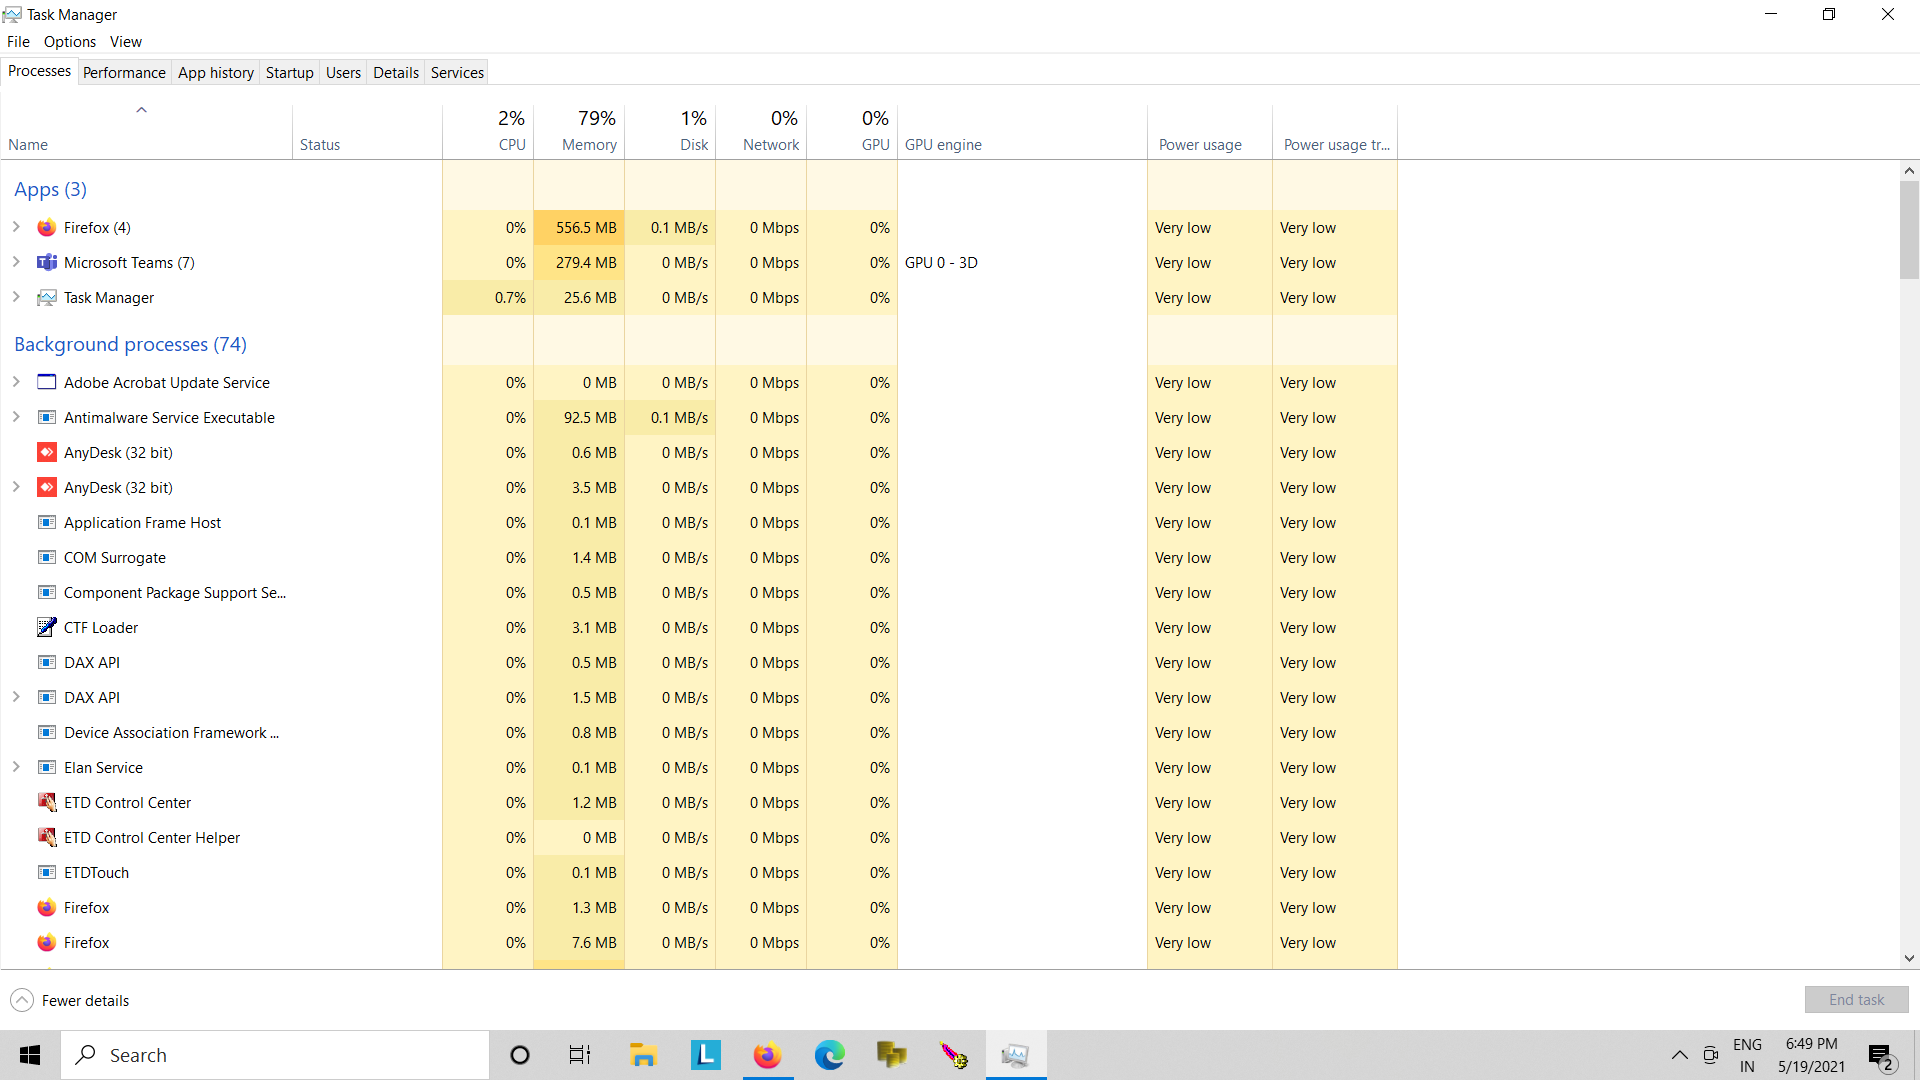 Task Manager
File Options View
Processes Performance App history Startup Users Details Services
2% 79% 1% 0% 0%
Name Status CPU Memory Disk Network GPU GPU engine Power usage Power usage tr...
Apps (3)
Firefox (4) 0% 556.5 MB 0.1 MB/s 0 Mbps 0% Very low Very low
Microsoft Teams (7) 0% 279.4 MB 0 MB/s 0 Mbps 0% GPU 0 - 3D Very low Very low
Task Manager 0.7% 25.6 MB 0 MB/s 0 Mbps 0% Very low Very low
Background processes (74)
Adobe Acrobat Update Service 0% 0 MB 0 MB/s 0 Mbps 0% Very low Very low
Antimalware Service Executable 0% 92.5 MB 0.1 MB/s 0 Mbps 0% Very low Very low
AnyDesk (32 bit) 0% 0.6 MB 0 MB/s 0 Mbps 0% Very low Very low
AnyDesk (32 bit) 0% 3.5 MB 0 MB/s 0 Mbps 0% Very low Very low
Application Frame Host 0% 0.1 MB 0 MB/s 0 Mbps 0% Very low Very low
COM Surrogate 0% 1.4 MB 0 MB/s 0 Mbps 0% Very low Very low
Component Package Support Se... 0% 0.5 MB 0 MB/s 0 Mbps 0% Very low Very low
CTF Loader 0% 3.1 MB 0 MB/s 0 Mbps 0% Very low Very low
DAX API 0% 0.5 MB 0 MB/s 0 Mbps 0% Very low Very low
DAX API 0% 1.5 MB 0 MB/s 0 Mbps 0% Very low Very low
Device Association Framework ... 0% 0.8 MB 0 MB/s 0 Mbps 0% Very low Very low
Elan Service 0% 0.1 MB 0 MB/s 0 Mbps 0% Very low Very low
ETD Control Center 0% 1.2 MB 0 MB/s 0 Mbps 0% Very low Very low
ETD Control Center Helper 0% 0 MB 0 MB/s 0 Mbps 0% Very low Very low
ETDTouch 0% 0.1 MB 0 MB/s 0 Mbps 0% Very low Very low
Firefox 0% 1.3 MB 0 MB/s 0 Mbps 0% Very low Very low
Firefox 0% 7.6 MB 0 MB/s 0 Mbps 0% Very low Very low
Fewer details End task
Search L ENG 6:49 PM
IN 5/19/2021 2